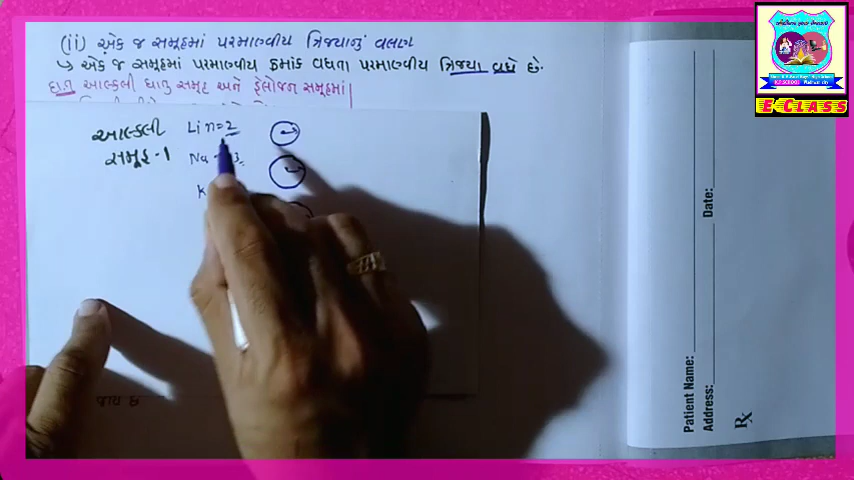 (ii) એક જ સમૂહમાં પરમાણ્વીય ત્રિજ્યાનું વલણ
↳ એક જ સમૂહમાં પરમાણ્વીય ક્રમાંક વધતા પરમાણ્વીય ત્રિજ્યા વધે છે.
દા.ત આલ્કલી ધાતુ સમૂહ અને હેલોજન સમૂહમાં
આલ્કલી Li n=2
સમૂહ-1 Na 3
K
Patient Name:
Date:
Address:
Rx
E CLASS